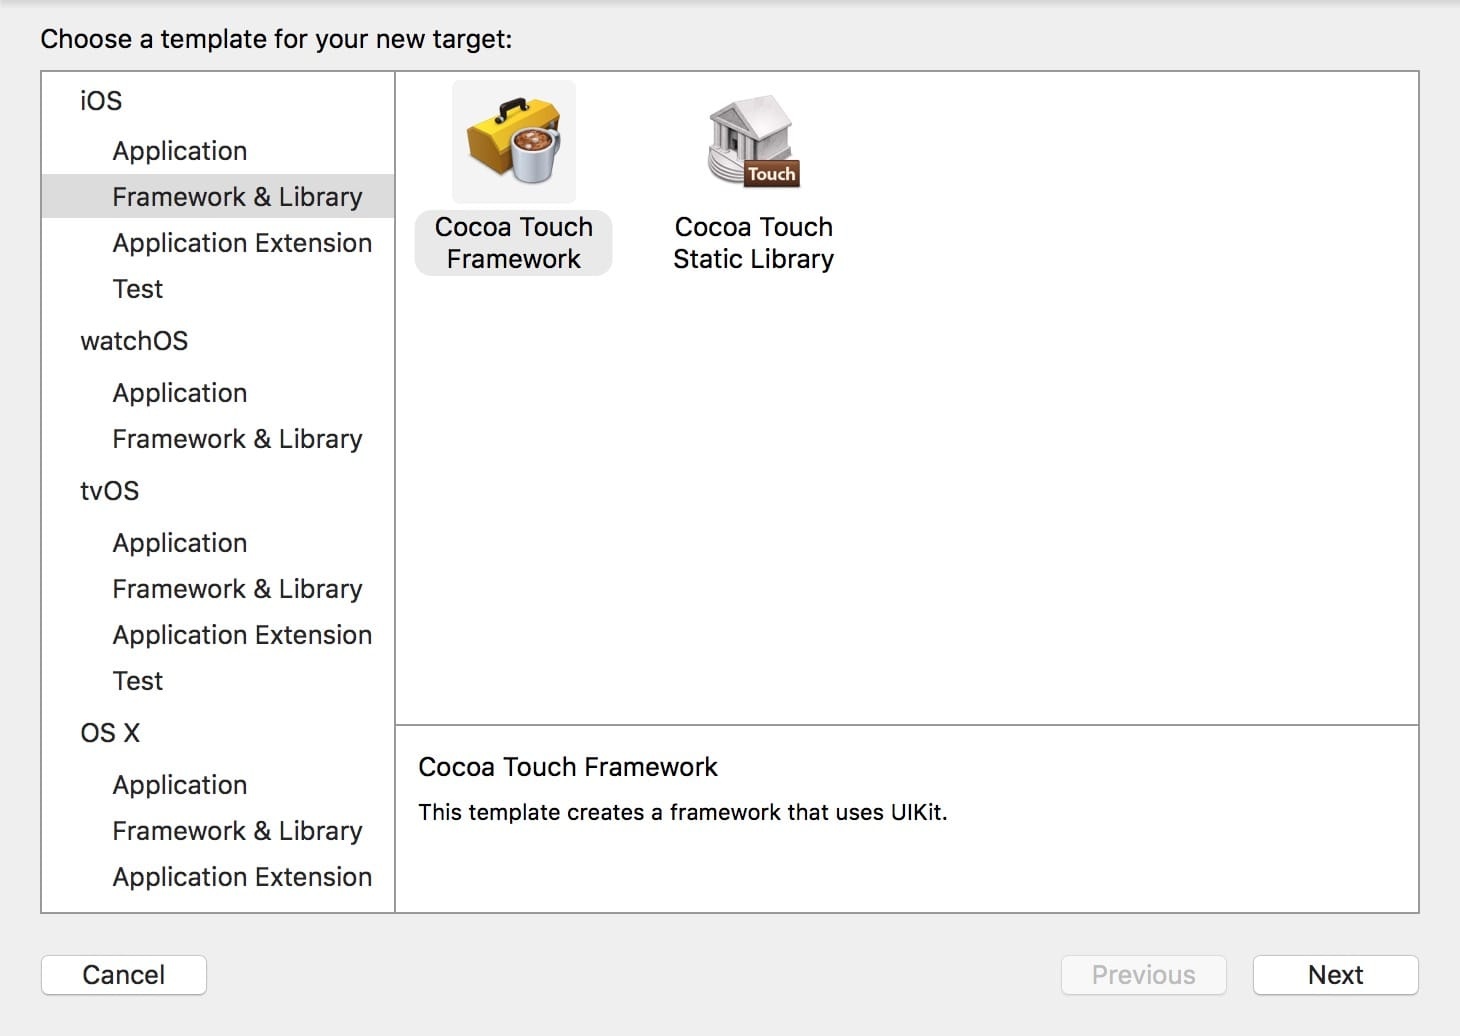 Choose a template for your new target:
iOS
Application
Framework & Library
Application Extension
Test
watchOS
Application
Framework & Library
tvOS
Application
Framework & Library
Application Extension
Test
OS X
Application
Framework & Library
Application Extension
Cocoa Touch
Framework
Touch
Cocoa Touch
Static Library
Cocoa Touch Framework
This template creates a framework that uses UIKit.
Cancel
Previous
Next